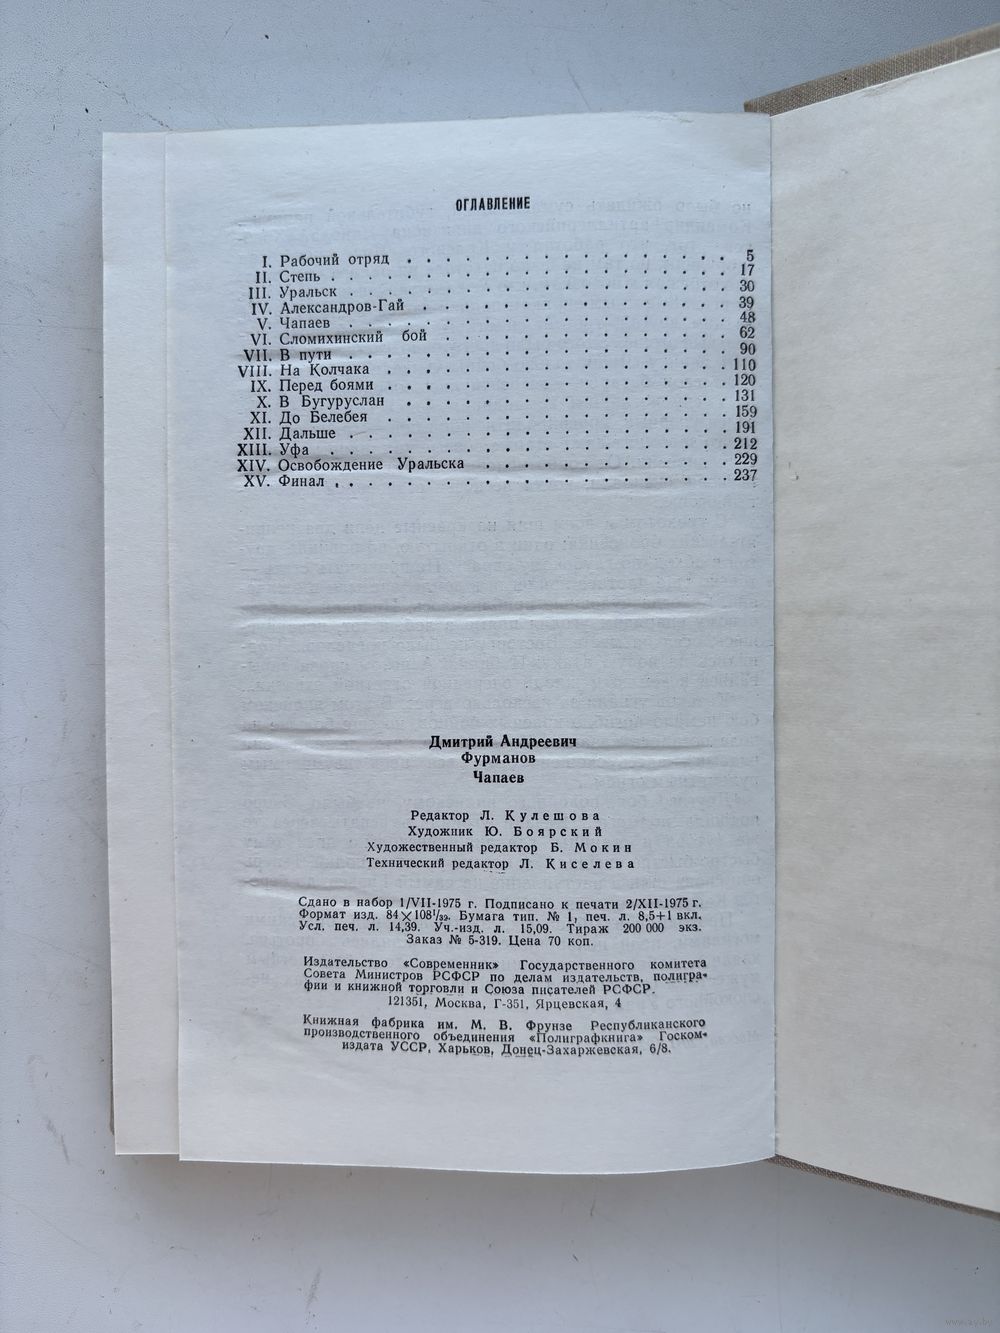 ОГЛАВЛЕНИЕ
I. Рабочий отряд . . . . . . . . . . . . . . 5
II. Степь . . . . . . . . . . . . . . . . . 17
III. Уральск . . . . . . . . . . . . . . . . 30
IV. Александров-Гай . . . . . . . . . . . . . 39
V. Чапаев . . . . . . . . . . . . . . . . 48
VI. Сломихинский бой . . . . . . . . . . . . 62
VII. В пути . . . . . . . . . . . . . . . . 90
VIII. На Колчака . . . . . . . . . . . . . . 110
IX. Перед боями . . . . . . . . . . . . . . 120
X. В Бугуруслан . . . . . . . . . . . . . . 131
XI. До Белебея . . . . . . . . . . . . . . 159
XII. Дальше . . . . . . . . . . . . . . . . 191
XIII. Уфа . . . . . . . . . . . . . . . . . 212
XIV. Освобождение Уральска . . . . . . . . . . 229
XV. Финал . . . . . . . . . . . . . . . . . 237
Дмитрий Андреевич
Фурманов
Чапаев
Редактор Л. Кулешова
Художник Ю. Боярский
Художественный редактор Б. Мокин
Технический редактор Л. Киселева
Сдано в набор 1/VII-1975 г. Подписано к печати 2/XII-1975 г.
Формат изд. 84×108¹/₃₂. Бумага тип. № 1, печ. л. 8,5+1 вкл.
Усл. печ. л. 14,39. Уч.-изд. л. 15,09. Тираж 200 000 экз.
Заказ № 5-319. Цена 70 коп.
Издательство «Современник» Государственного комитета
Совета Министров РСФСР по делам издательств, полигра-
фии и книжной торговли и Союза писателей РСФСР.
121351, Москва, Г-351, Ярцевская, 4
Книжная фабрика им. М. В. Фрунзе Республиканского
производственного объединения «Полиграфкнига» Госком-
издата УССР, Харьков, Донец-Захаржевская, 6/8.